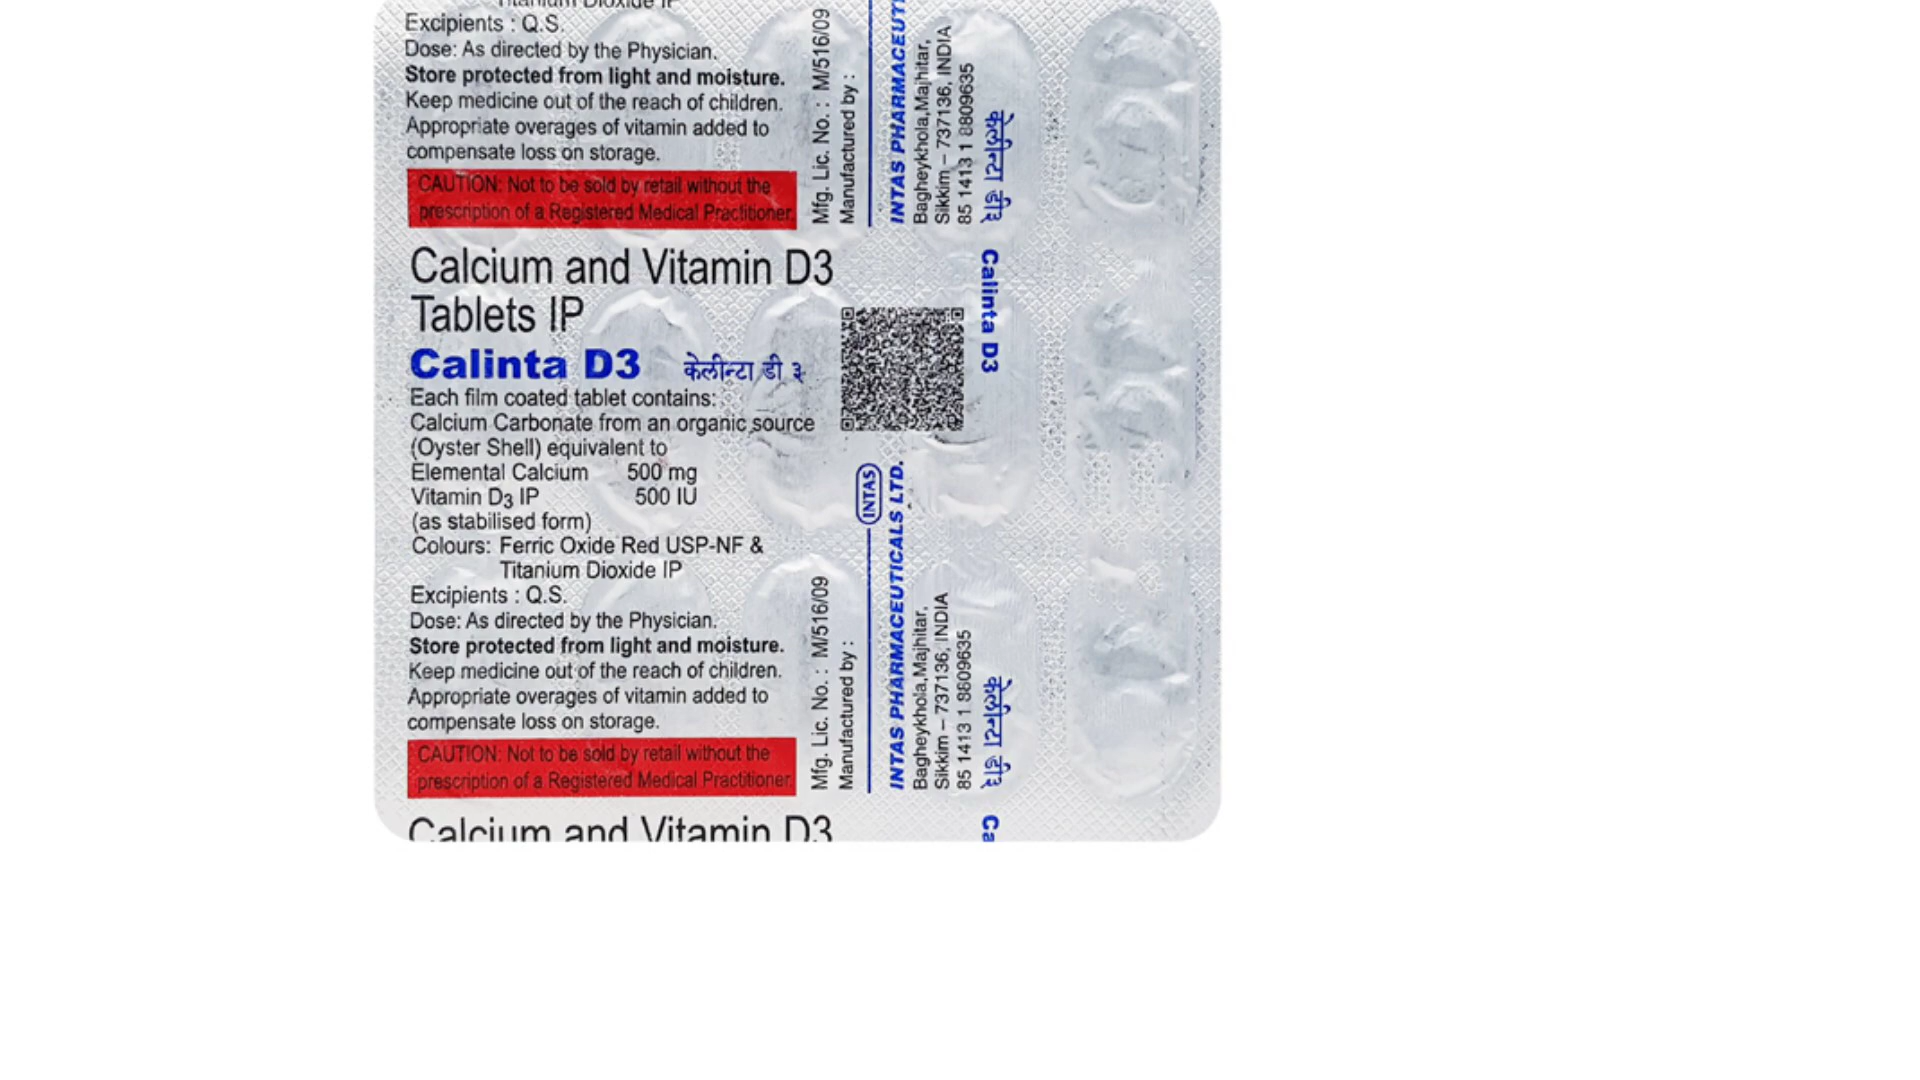 Titanium Dioxide IP
Excipients : Q.S.
Dose: As directed by the Physician.
Store protected from light and moisture.
Keep medicine out of the reach of children.
Appropriate overages of vitamin added to
compensate loss on storage.
CAUTION: Not to be sold by retail without the
prescription of a Registered Medical Practitioner.
Mfg. Lic. No. : M/516/09
Manufactured by :
INTAS PHARMACEUT
Bagheykhola,Majhitar,
Sikkim – 737136, INDIA
85 1413 1 8809635
केलीन्टा डी ३
Calcium and Vitamin D3
Tablets IP
Calinta D3 केलीन्टा डी ३
Each film coated tablet contains:
Calcium Carbonate from an organic source
(Oyster Shell) equivalent to
Elemental Calcium 500 mg
Vitamin D3 IP 500 IU
(as stabilised form)
Colours: Ferric Oxide Red USP-NF &
Titanium Dioxide IP
Excipients : Q.S.
Dose: As directed by the Physician.
Store protected from light and moisture.
Keep medicine out of the reach of children.
Appropriate overages of vitamin added to
compensate loss on storage.
CAUTION: Not to be sold by retail without the
prescription of a Registered Medical Practitioner.
Calinta D3
INTAS
Mfg. Lic. No. : M/516/09
Manufactured by :
INTAS PHARMACEUTICALS LTD.
Bagheykhola,Majhitar,
Sikkim – 737136, INDIA
85 1413 1 8809635
केलीन्टा डी ३
Calcium and Vitamin D3
Ca